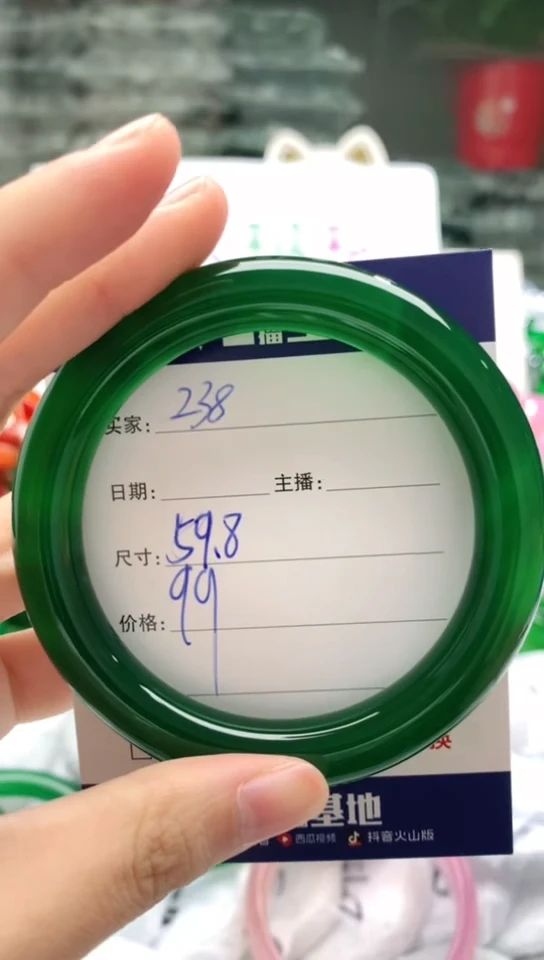 买家: 238
日期: 主播:
尺寸: 59.8
价格: 99
基地
西瓜视频 抖音火山版